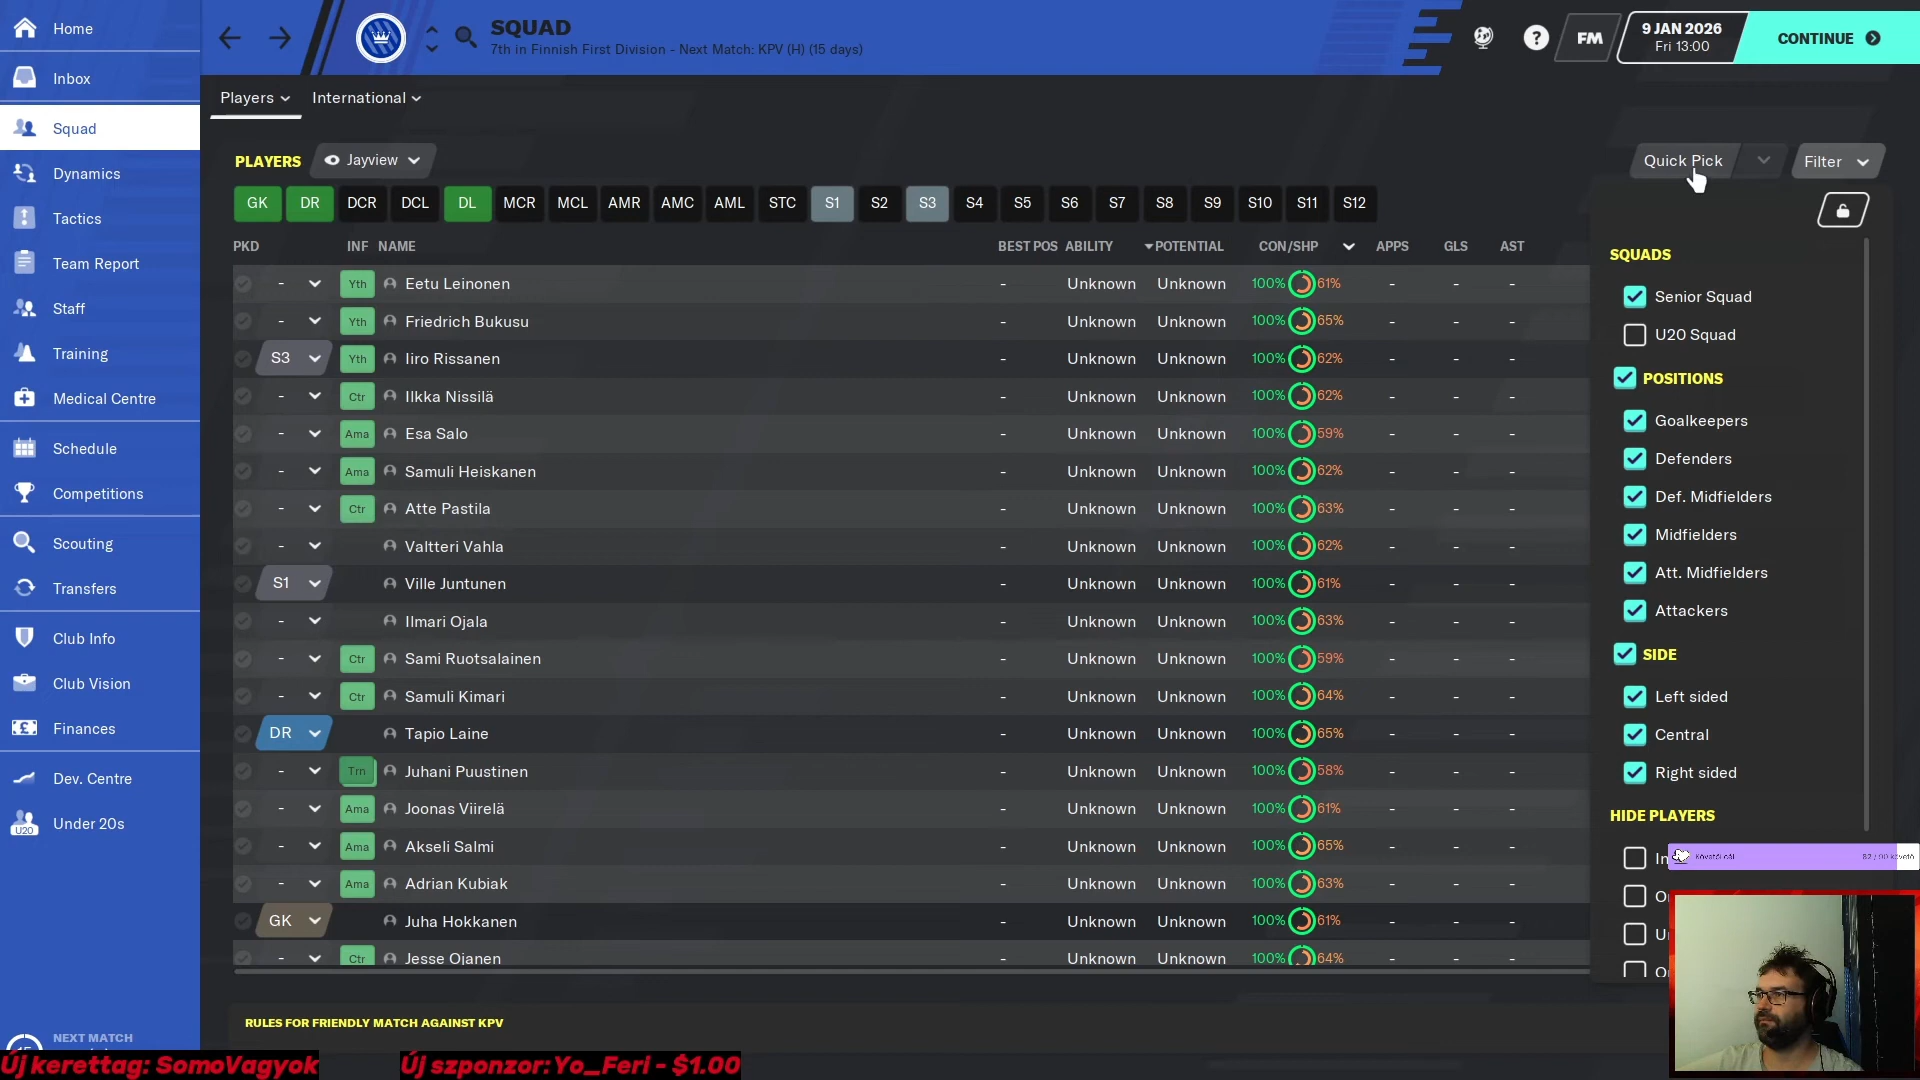 Home
SQUAD
7th in Finnish First Division - Next Match: KPV (H) (15 days)
FM
9 JAN 2026
Fri 13:00
CONTINUE
Inbox
Squad
Dynamics
Tactics
Team Report
Staff
Training
Medical Centre
Schedule
Competitions
Scouting
Transfers
Club Info
Club Vision
Finances
Dev. Centre
U20
Under 20s
NEXT MATCH
Players
International
PLAYERS
Jayview
Quick Pick
Filter
GK DR DCR DCL DL MCR MCL AMR AMC AML STC S1 S2 S3 S4 S5 S6 S7 S8 S9 S10 S11 S12
PKD INF NAME BEST POS ABILITY POTENTIAL CON/SHP APPS GLS AST
- Yth Eetu Leinonen - Unknown Unknown 100% 61% - - -
- Yth Friedrich Bukusu - Unknown Unknown 100% 65% - - -
S3 Yth Iiro Rissanen - Unknown Unknown 100% 62% - - -
- Ctr Ilkka Nissilä - Unknown Unknown 100% 62% - - -
- Ama Esa Salo - Unknown Unknown 100% 59% - - -
- Ama Samuli Heiskanen - Unknown Unknown 100% 62% - - -
- Ctr Atte Pastila - Unknown Unknown 100% 63% - - -
- Valtteri Vahla - Unknown Unknown 100% 62% - - -
S1 Ville Juntunen - Unknown Unknown 100% 61% - - -
- Ilmari Ojala - Unknown Unknown 100% 63% - - -
- Ctr Sami Ruotsalainen - Unknown Unknown 100% 59% - - -
- Ctr Samuli Kimari - Unknown Unknown 100% 64% - - -
DR Tapio Laine - Unknown Unknown 100% 65% - - -
- Trn Juhani Puustinen - Unknown Unknown 100% 58% - - -
- Ama Joonas Viirelä - Unknown Unknown 100% 61% - - -
- Ama Akseli Salmi - Unknown Unknown 100% 65% - - -
- Ama Adrian Kubiak - Unknown Unknown 100% 63% - - -
GK Juha Hokkanen - Unknown Unknown 100% 61% - - -
- Ctr Jesse Ojanen - Unknown Unknown 100% 64% - - -
SQUADS
Senior Squad
U20 Squad
POSITIONS
Goalkeepers
Defenders
Def. Midfielders
Midfielders
Att. Midfielders
Attackers
SIDE
Left sided
Central
Right sided
HIDE PLAYERS
Követői cél
RULES FOR FRIENDLY MATCH AGAINST KPV
Új kerettag: SomoVagyok
Új szponzor: Yo_Feri - $1.00